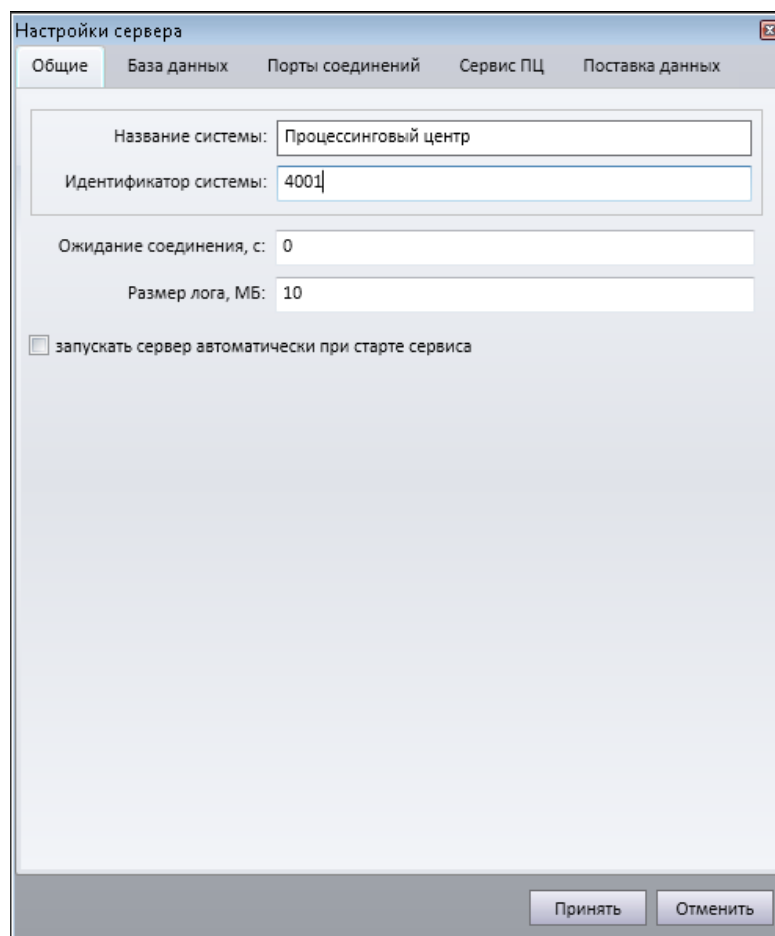 Настройки сервера
Общие База данных Порты соединений Сервис ПЦ Поставка данных
Название системы: Процессинговый центр
Идентификатор системы: 4001
Ожидание соединения, с: 0
Размер лога, МБ: 10
запускать сервер автоматически при старте сервиса
Принять Отменить